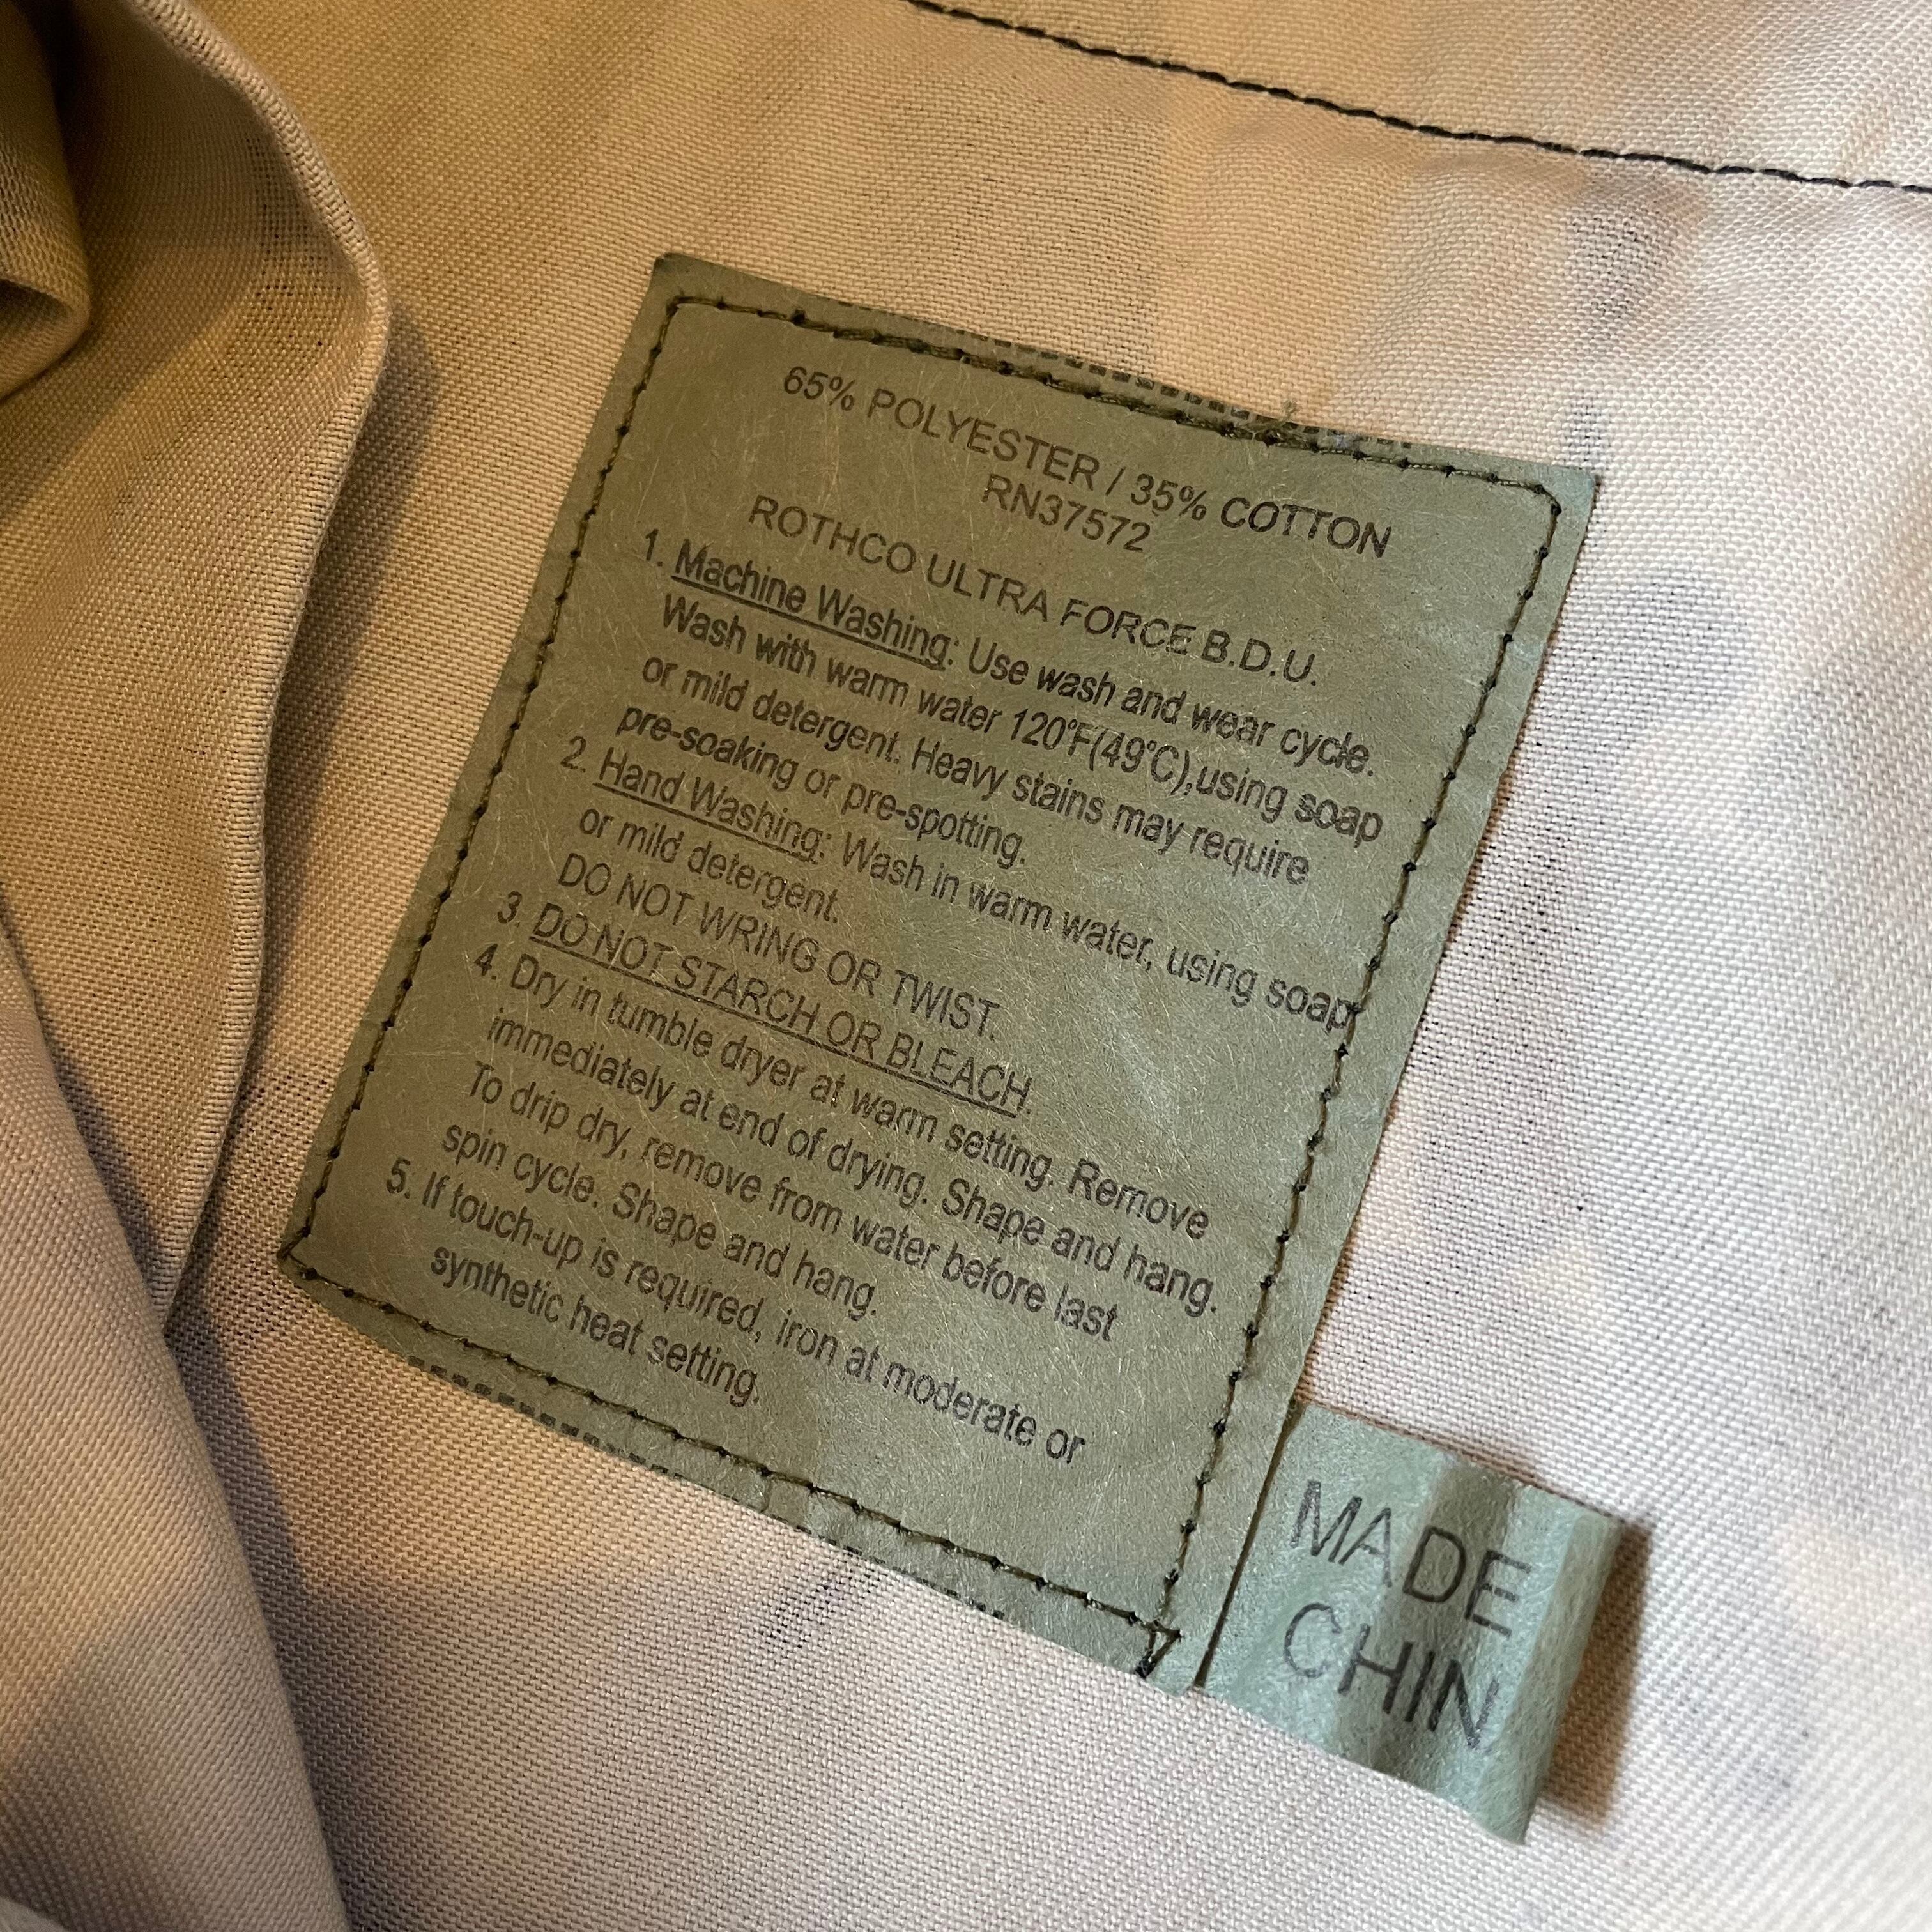 65% POLYESTER / 35% COTTON
RN37572
ROTHCO ULTRA FORCE B.D.U.
1. Machine Washing: Use wash and wear cycle.
Wash with warm water 120°F(49°C),using soap
or mild detergent. Heavy stains may require
pre-soaking or pre-spotting.
2. Hand Washing: Wash in warm water, using soap
or mild detergent.
DO NOT WRING OR TWIST.
3. DO NOT STARCH OR BLEACH.
4. Dry in tumble dryer at warm setting. Remove
immediately at end of drying. Shape and hang.
To drip dry, remove from water before last
spin cycle. Shape and hang.
5. If touch-up is required, iron at moderate or
synthetic heat setting.
MADE
CHIN